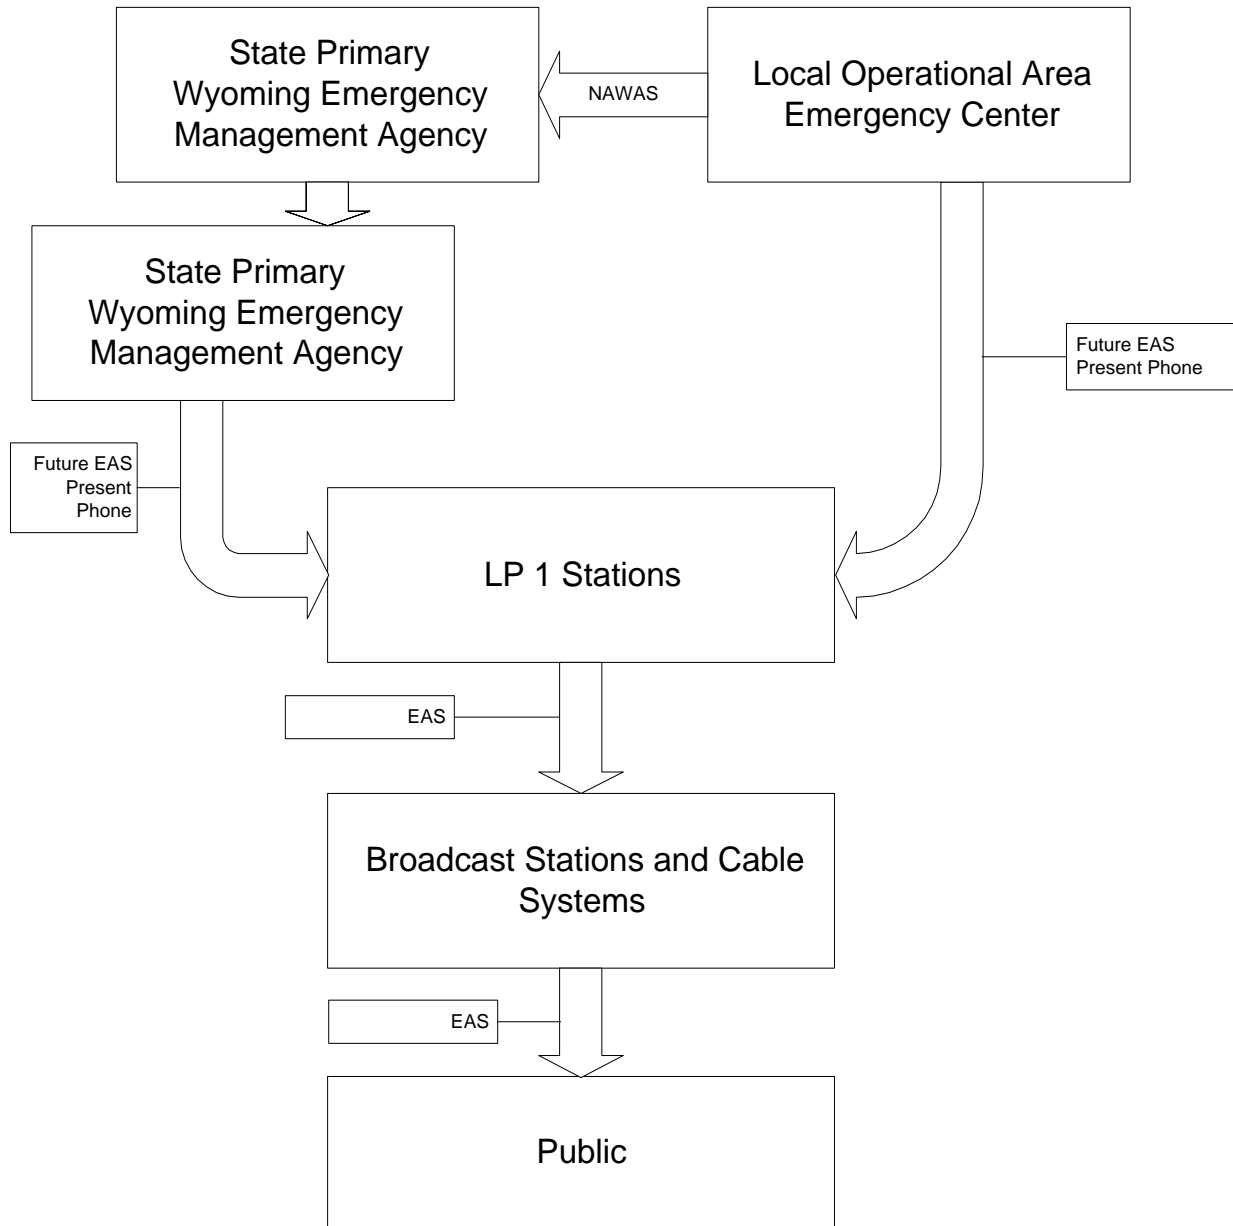 State Primary
Wyoming Emergency
Management Agency
NAWAS
Local Operational Area
Emergency Center
State Primary
Wyoming Emergency
Management Agency
Future EAS
Present Phone
Future EAS
Present
Phone
LP 1 Stations
EAS
Broadcast Stations and Cable
Systems
EAS
Public